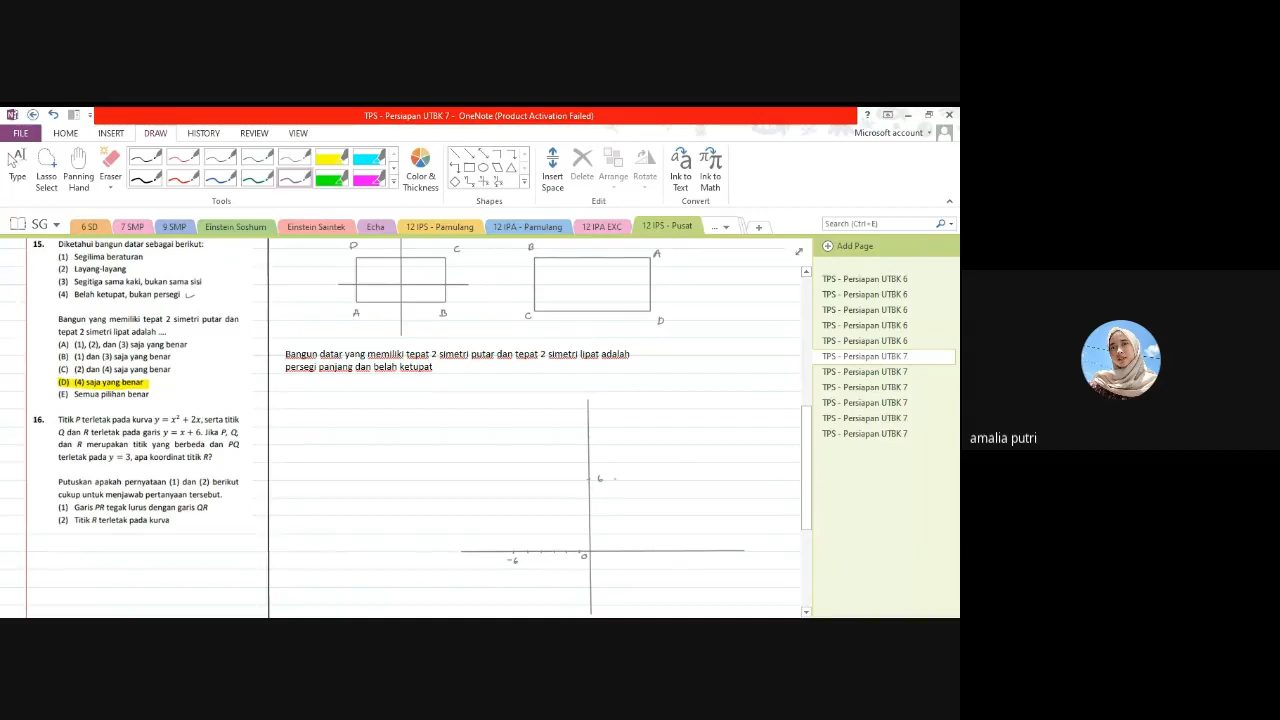 TPS - Persiapan UTBK 7 - OneNote (Product Activation Failed)
FILE HOME INSERT DRAW HISTORY REVIEW VIEW
Microsoft account
Type
Lasso Select
Panning Hand
Eraser
Color & Thickness
Insert Space
Delete
Arrange
Rotate
Ink to Text
Ink to Math
Tools
Shapes
Edit
Convert
SG
6 SD
7 SMP
9 SMP
Einstein Soshum
Einstein Saintek
Echa
12 IPS - Pamulang
12 IPA - Pamulang
12 IPA EXC
12 IPS - Pusat
...
Search (Ctrl+E)
Add Page
TPS - Persiapan UTBK 6
TPS - Persiapan UTBK 6
TPS - Persiapan UTBK 6
TPS - Persiapan UTBK 6
TPS - Persiapan UTBK 6
TPS - Persiapan UTBK 7
TPS - Persiapan UTBK 7
TPS - Persiapan UTBK 7
TPS - Persiapan UTBK 7
TPS - Persiapan UTBK 7
TPS - Persiapan UTBK 7
15. Diketahui bangun datar sebagai berikut:
(1) Segilima beraturan
(2) Layang-layang
(3) Segitiga sama kaki, bukan sama sisi
(4) Belah ketupat, bukan persegi
Bangun yang memiliki tepat 2 simetri putar dan
tepat 2 simetri lipat adalah ....
(A) (1), (2), dan (3) saja yang benar
(B) (1) dan (3) saja yang benar
(C) (2) dan (4) saja yang benar
(D) (4) saja yang benar
(E) Semua pilihan benar
16. Titik P terletak pada kurva y = x² + 2x, serta titik
Q dan R terletak pada garis y = x + 6. Jika P, Q,
dan R merupakan titik yang berbeda dan PQ
terletak pada y = 3, apa koordinat titik R?
Putuskan apakah pernyataan (1) dan (2) berikut
cukup untuk menjawab pertanyaan tersebut.
(1) Garis PR tegak lurus dengan garis QR
(2) Titik R terletak pada kurva
D C
A B
B A
C D
Bangun datar yang memiliki tepat 2 simetri putar dan tepat 2 simetri lipat adalah
persegi panjang dan belah ketupat
6
-6 0
amalia putri